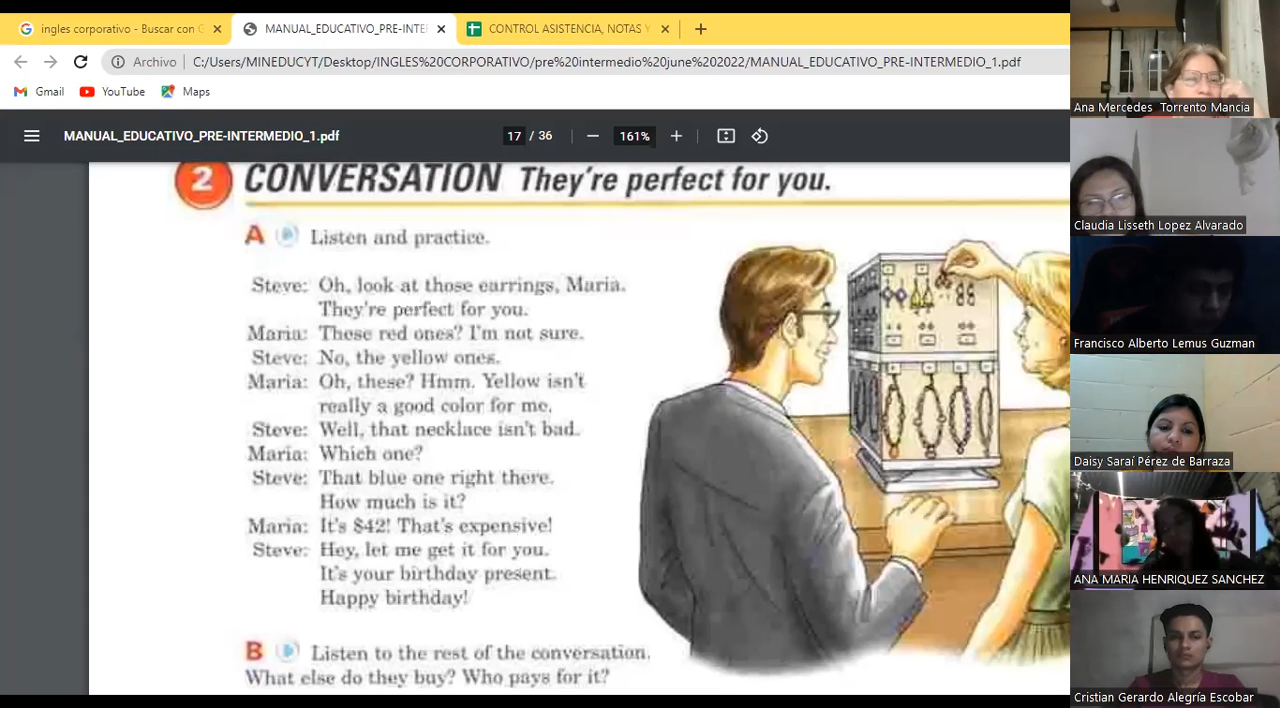 ingles corporativo - Buscar con G
MANUAL_EDUCATIVO_PRE-INTER
CONTROL ASISTENCIA, NOTAS Y
Archivo
C:/Users/MINEDUCYT/Desktop/INGLES%20CORPORATIVO/pre%20intermedio%20june%202022/MANUAL_EDUCATIVO_PRE-INTERMEDIO_1.pdf
Gmail
YouTube
Maps
MANUAL_EDUCATIVO_PRE-INTERMEDIO_1.pdf
17 / 36
161%
2 CONVERSATION They're perfect for you.
A Listen and practice.
Steve: Oh, look at those earrings, Maria.
They're perfect for you.
Maria: These red ones? I'm not sure.
Steve: No, the yellow ones.
Maria: Oh, these? Hmm. Yellow isn't
really a good color for me.
Steve: Well, that necklace isn't bad.
Maria: Which one?
Steve: That blue one right there.
How much is it?
Maria: It's $42! That's expensive!
Steve: Hey, let me get it for you.
It's your birthday present.
Happy birthday!
B Listen to the rest of the conversation.
What else do they buy? Who pays for it?
Ana Mercedes Torrento Mancia
Claudia Lisseth Lopez Alvarado
Francisco Alberto Lemus Guzman
Daisy Saraí Pérez de Barraza
ANA MARIA HENRIQUEZ SANCHEZ
Cristian Gerardo Alegría Escobar